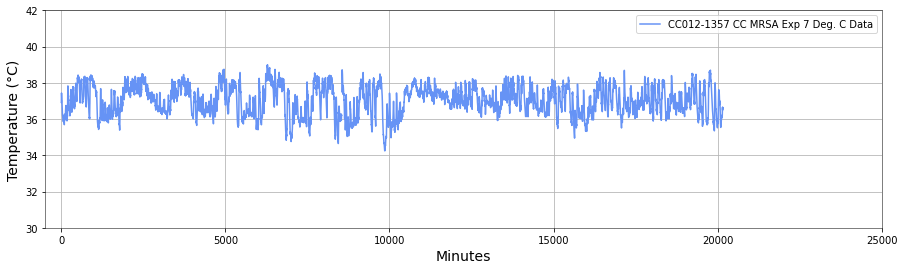 42
40
38
36
34
32
30
Temperature (°C)
CC012-1357 CC MRSA Exp 7 Deg. C Data
0 5000 10000 15000 20000 25000
Minutes